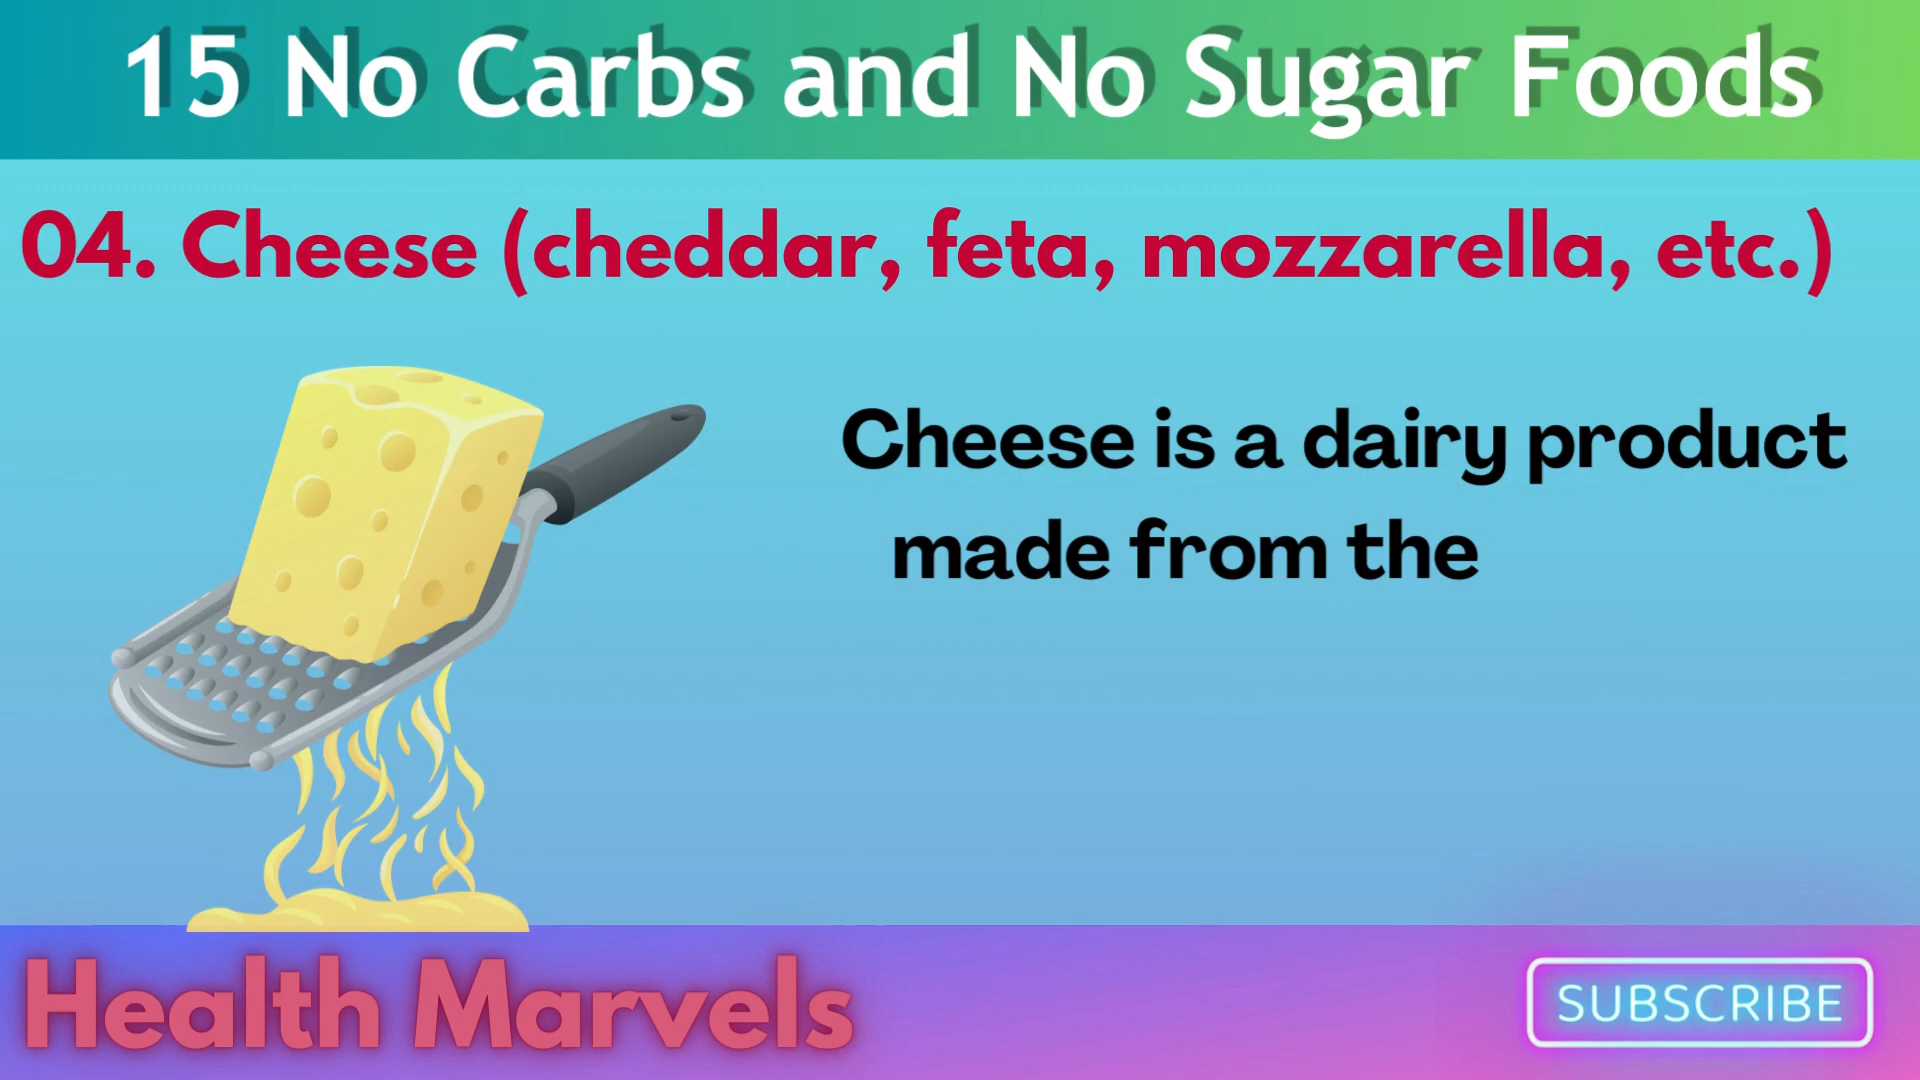 15 No Carbs and No Sugar Foods
04. Cheese (cheddar, feta, mozzarella, etc.)
Cheese is a dairy product
made from the
Health Marvels
SUBSCRIBE